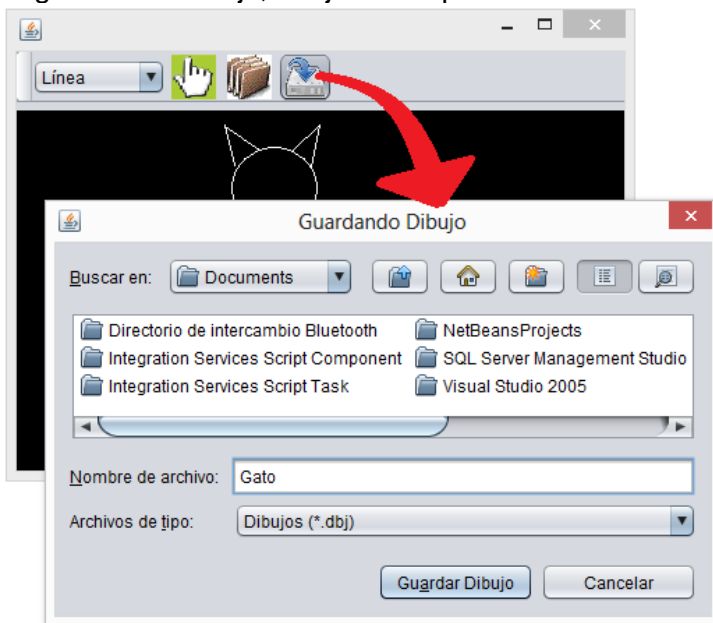 Línea
Guardando Dibujo
Buscar en: Documents
Directorio de intercambio Bluetooth NetBeansProjects
Integration Services Script Component SQL Server Management Studio
Integration Services Script Task Visual Studio 2005
Nombre de archivo: Gato
Archivos de tipo: Dibujos (*.dbj)
Guardar Dibujo Cancelar